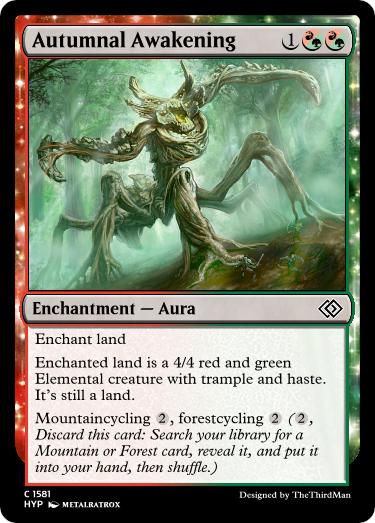 Autumnal Awakening 1
Enchantment — Aura
Enchant land
Enchanted land is a 4/4 red and green
Elemental creature with trample and haste.
It's still a land.
Mountaincycling 2, forestcycling 2 (2,
Discard this card: Search your library for a
Mountain or Forest card, reveal it, and put it
into your hand, then shuffle.)
C 1581
HYP METALRATROX
Designed by TheThirdMan